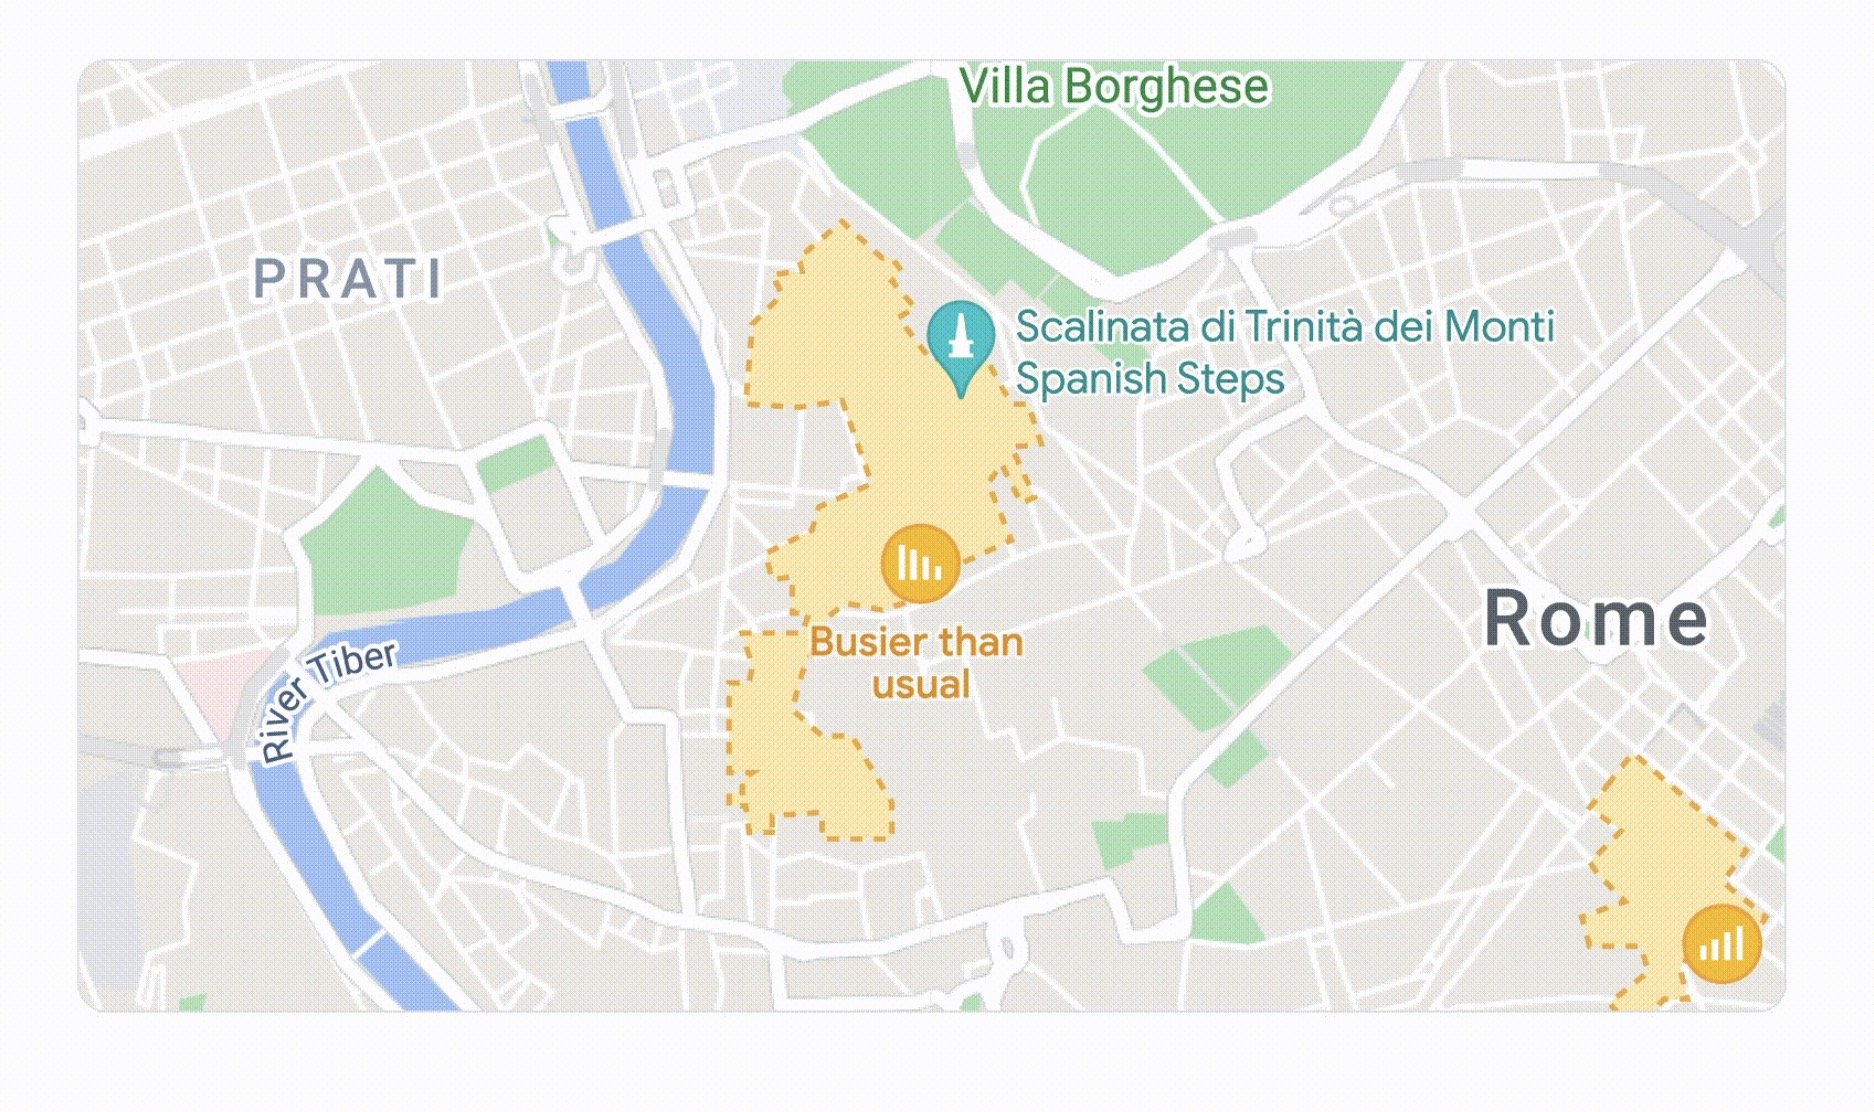 Villa Borghese
PRATI
Scalinata di Trinità dei Monti
Spanish Steps
Rome
Busier than
usual
River Tiber